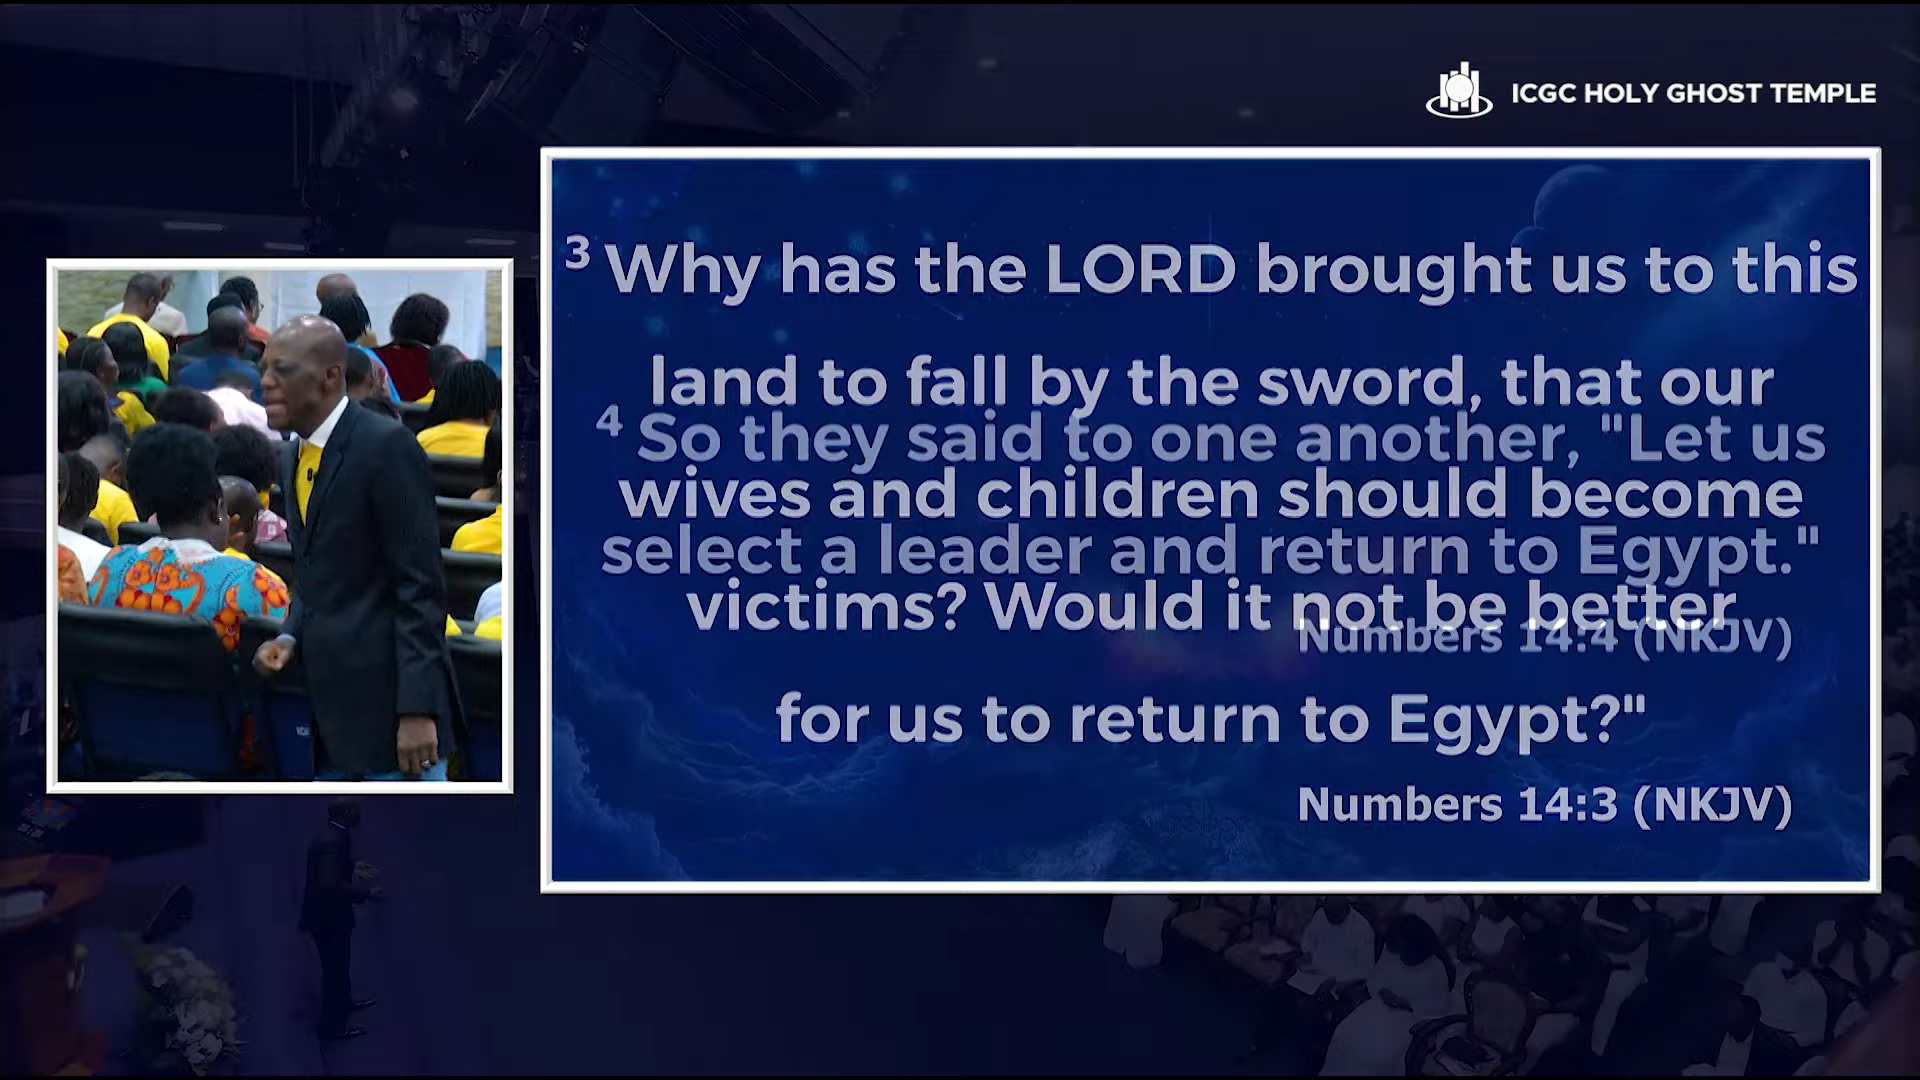 ICGC HOLY GHOST TEMPLE
3 Why has the LORD brought us to this
land to fall by the sword, that our
wives and children should become
victims? Would it not be better
for us to return to Egypt?"
Numbers 14:3 (NKJV)
4 So they said to one another, "Let us
select a leader and return to Egypt."
Numbers 14:4 (NKJV)